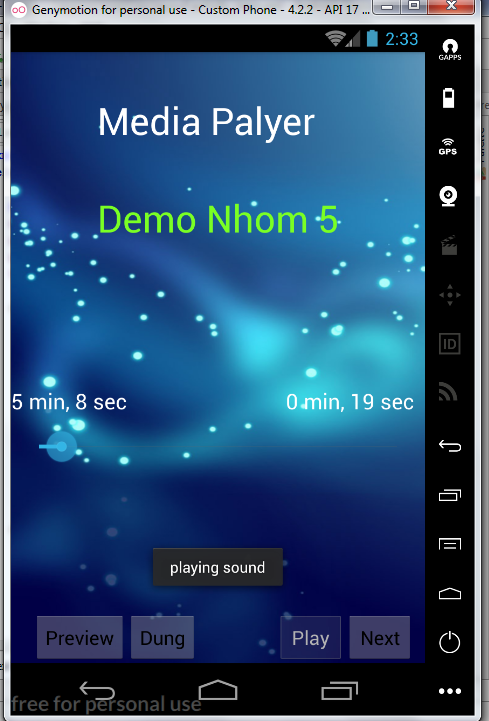 Genymotion for personal use - Custom Phone - 4.2.2 - API 17 ...
2:33
GAPPS
Media Palyer
GPS
Demo Nhom 5
ID
5 min, 8 sec
0 min, 19 sec
playing sound
Preview
Dung
Play
Next
free for personal use